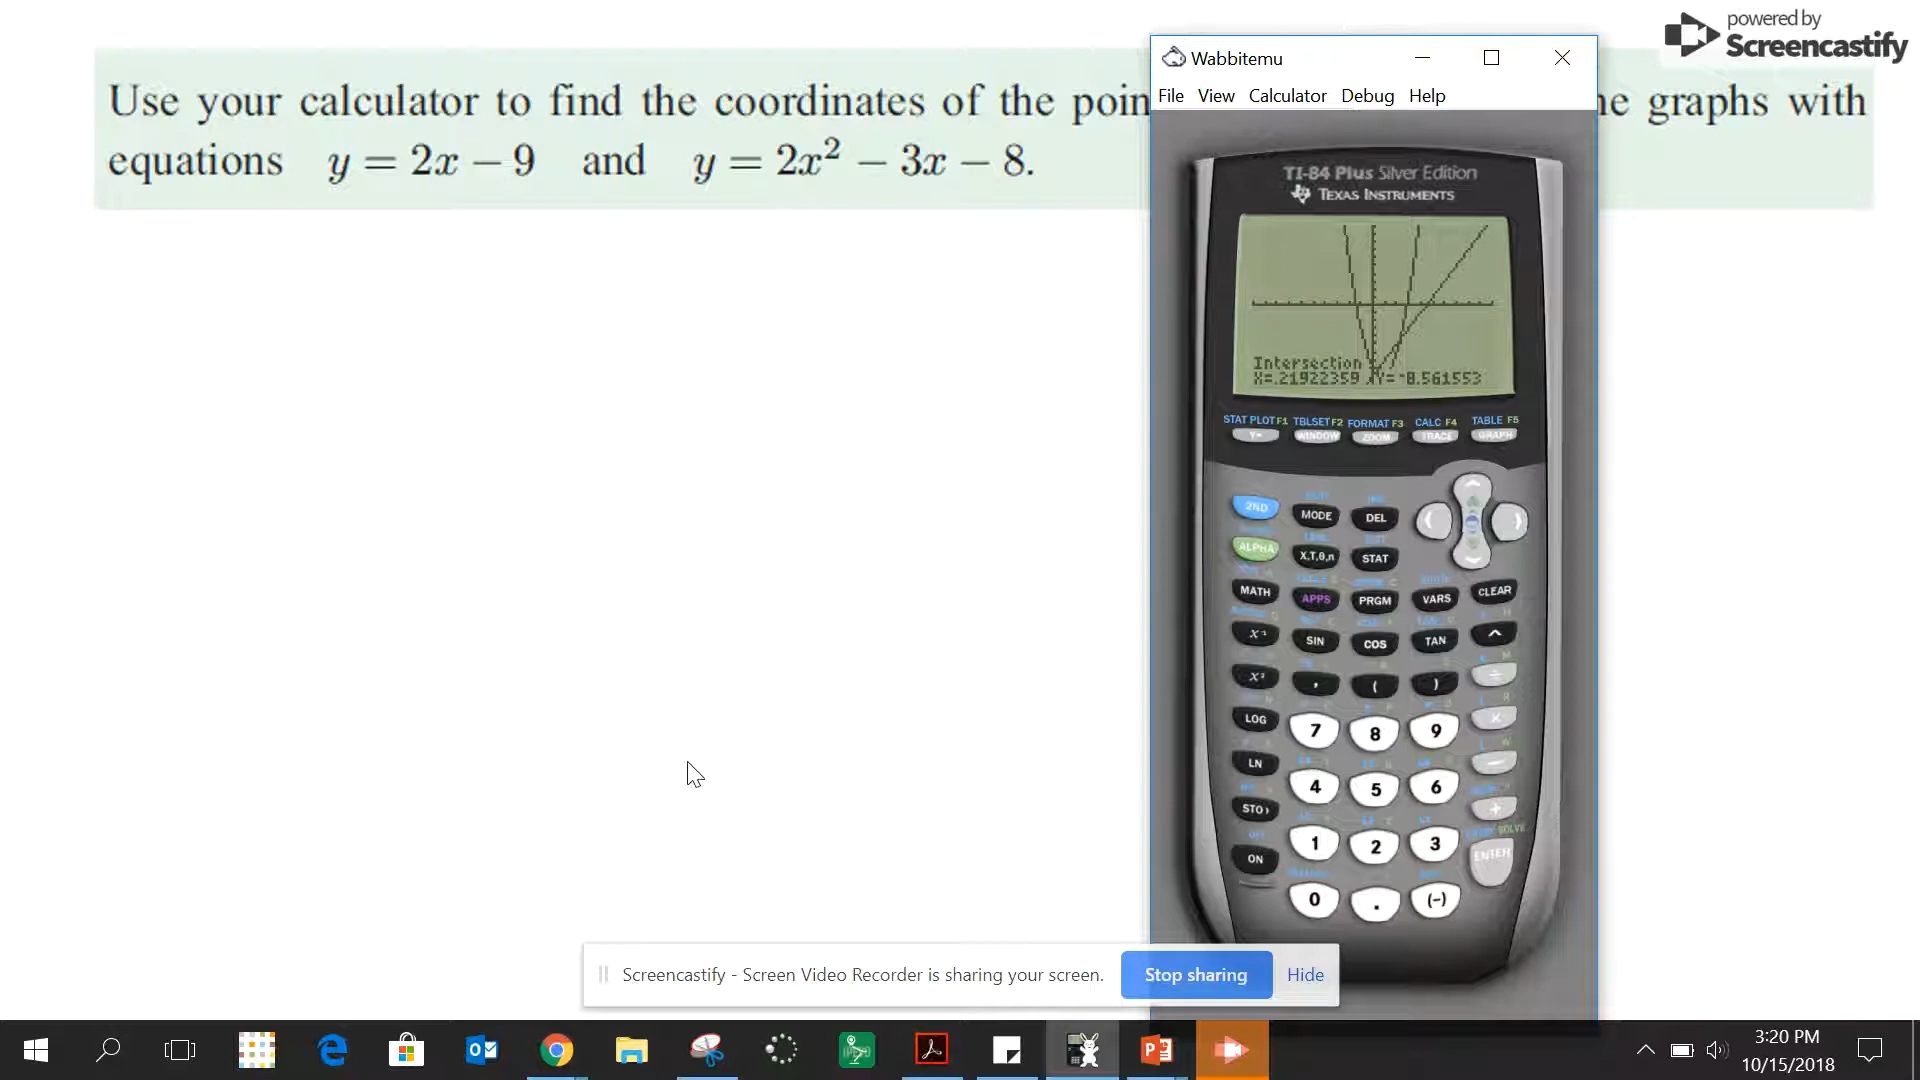 powered by
Screencastify
Wabbitemu
File View Calculator Debug Help
Use your calculator to find the coordinates of the poin
he graphs with
equations y = 2x − 9 and y = 2x² − 3x − 8.
TI-84 Plus Silver Edition
TEXAS INSTRUMENTS
Intersection
X=.21922359 Y=-8.561553
STAT PLOT F1 TBLSET F2 FORMAT F3 CALC F4 TABLE F5
Y= WINDOW ZOOM TRACE GRAPH
2ND MODE DEL
ALPHA X,T,θ,n STAT
MATH APPS PRGM VARS CLEAR
X⁻¹ SIN COS TAN ^
X² , ( ) ÷
LOG 7 8 9 ×
LN 4 5 6 −
STO› 1 2 3 +
SOLVE
ON ENTER
0 . (−)
Screencastify - Screen Video Recorder is sharing your screen. Stop sharing Hide
3:20 PM
10/15/2018